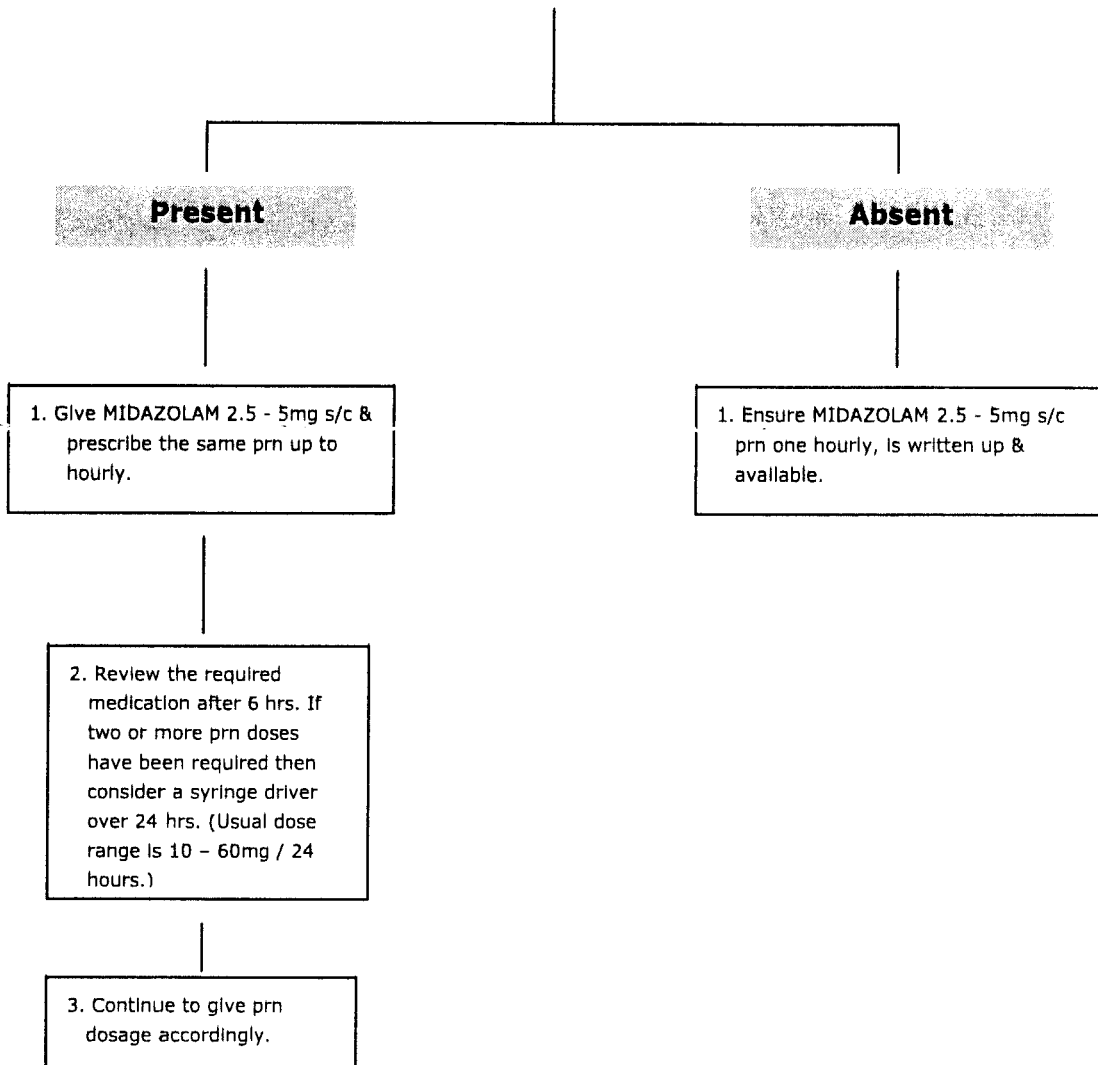 Present
Absent
1. Give MIDAZOLAM 2.5 - 5mg s/c &
prescribe the same prn up to
hourly.
1. Ensure MIDAZOLAM 2.5 - 5mg s/c
prn one hourly, is written up &
available.
2. Review the required
medication after 6 hrs. If
two or more prn doses
have been required then
consider a syringe driver
over 24 hrs. (Usual dose
range is 10 – 60mg / 24
hours.)
3. Continue to give prn
dosage accordingly.